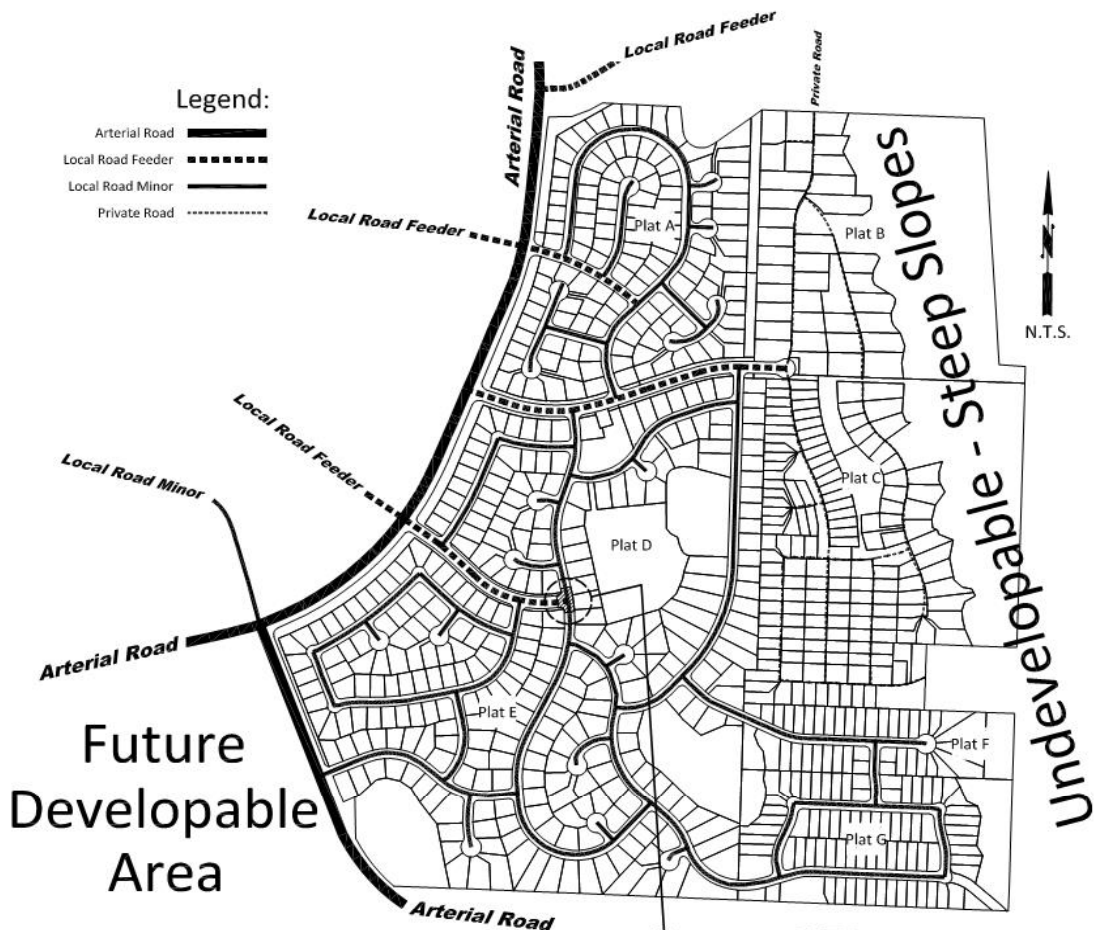 Local Road Feeder
Private Road
Arterial Road
Legend:
Arterial Road
Local Road Feeder
Local Road Minor
Private Road
Undevelopable - Steep Slopes
Local Road Feeder
Plat A
Plat B
N
N.T.S.
Local Road Feeder
Local Road Minor
Plat C
Plat D
Arterial Road
Plat E
Plat F
Future
Developable
Area
Plat G
Arterial Road